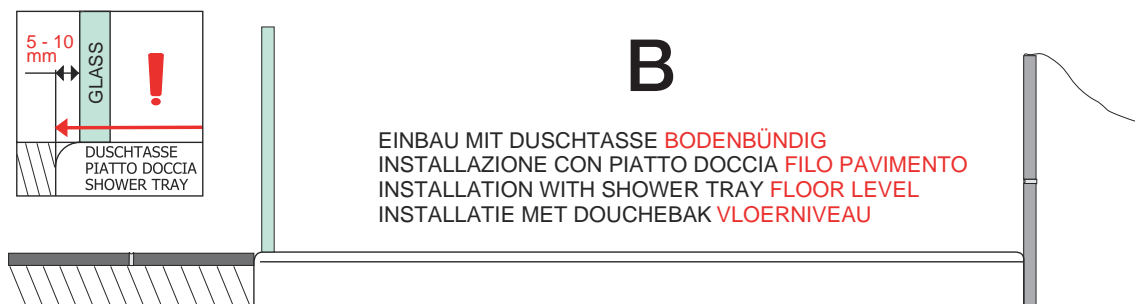 5 - 10
mm
GLASS
!
DUSCHTASSE
PIATTO DOCCIA
SHOWER TRAY
B
EINBAU MIT DUSCHTASSE BODENBÜNDIG
INSTALLAZIONE CON PIATTO DOCCIA FILO PAVIMENTO
INSTALLATION WITH SHOWER TRAY FLOOR LEVEL
INSTALLATIE MET DOUCHEBAK VLOERNIVEAU